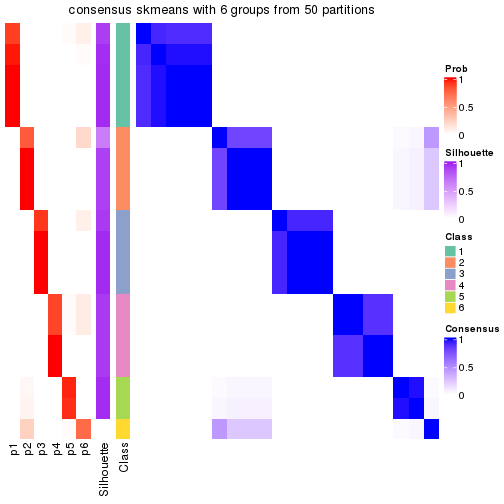 consensus skmeans with 6 groups from 50 partitions
Prob
1
0.5
0
Silhouette
1
0.5
0
Class
1
2
3
4
5
6
Consensus
1
0.5
0
p1
p2
p3
p4
p5
p6
Silhouette
Class